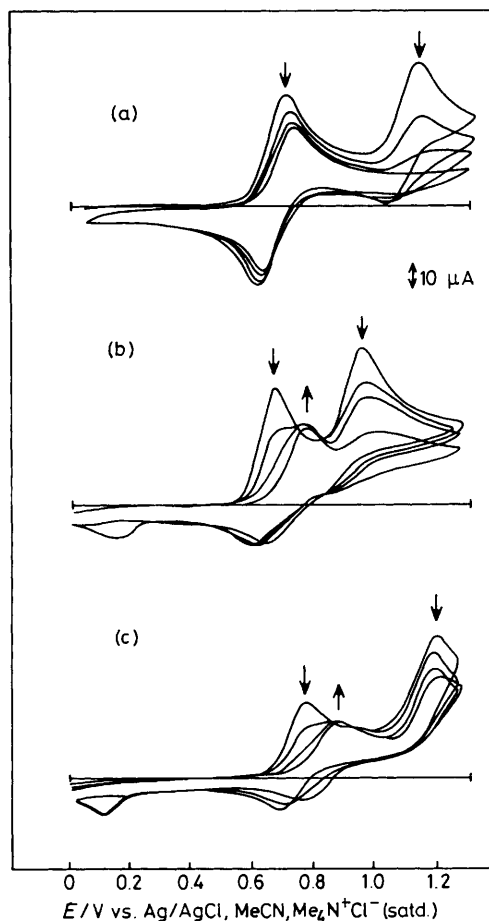 (a)
10 μA
(b)
(c)
0 0.2 0.4 0.6 0.8 1.0 1.2
E/V vs. Ag/AgCl, MeCN, Me₄N⁺Cl⁻ (satd.)